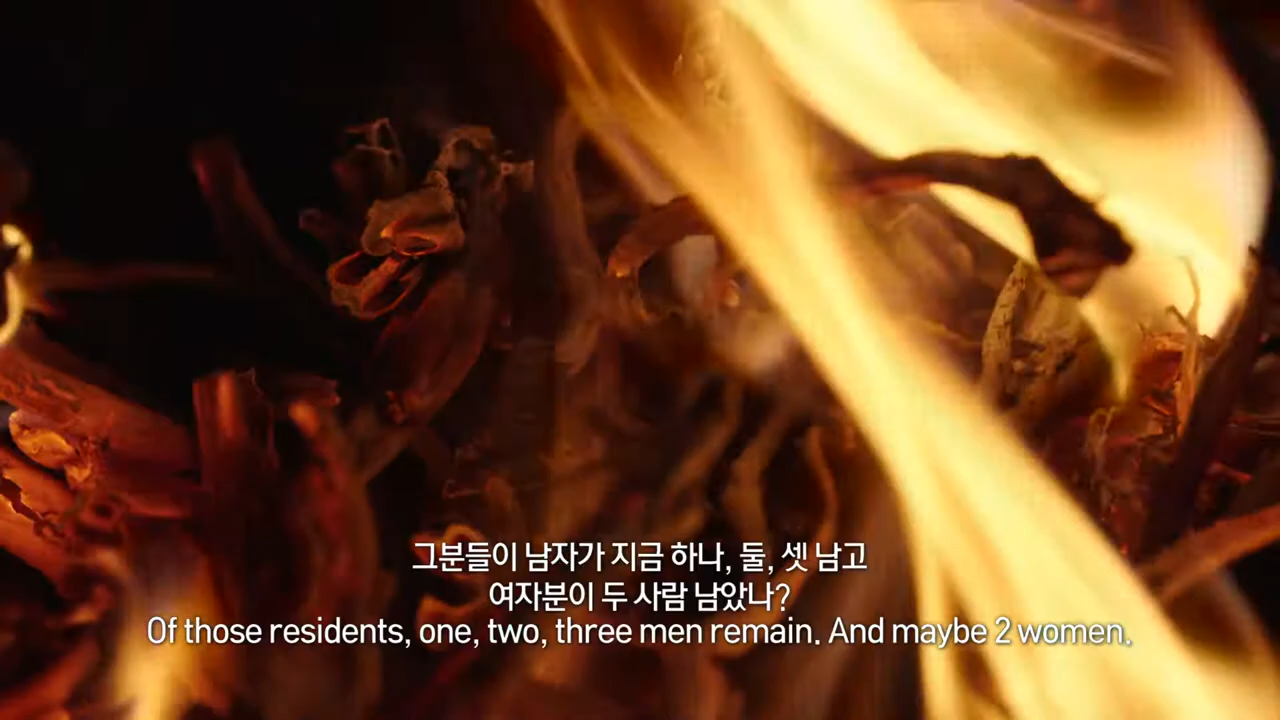 그분들이 남자가 지금 하나, 둘, 셋 남고
여자분이 두 사람 남았나?
Of those residents, one, two, three men remain. And maybe 2 women.